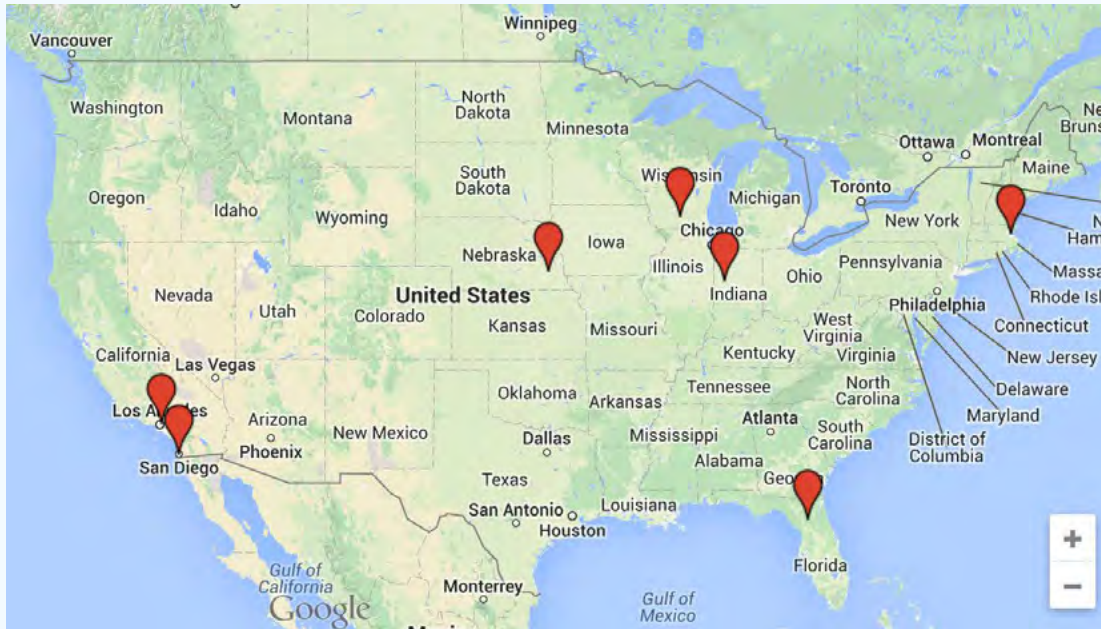 Winnipeg
Vancouver
Washington
Montana
North
Dakota
Minnesota
Ottawa
Montreal
Maine
Oregon
Idaho
Wyoming
South
Dakota
Michigan
Toronto
New York
Chicago
Nebraska
Iowa
Illinois
Indiana
Ohio
Pennsylvania
Massa
Rhode Isl
Connecticut
New Jersey
Delaware
Maryland
District of
Columbia
Philadelphia
Nevada
Utah
Colorado
United States
Kansas
Missouri
West
Virginia
Virginia
Kentucky
California
Las Vegas
Oklahoma
Arkansas
Tennessee
North
Carolina
Arizona
Phoenix
New Mexico
Dallas
Mississippi
Atlanta
South
Carolina
Alabama
San Diego
Texas
Louisiana
San Antonio
Houston
Florida
Gulf of
California
Google
Monterrey
Gulf of
Mexico
+
−